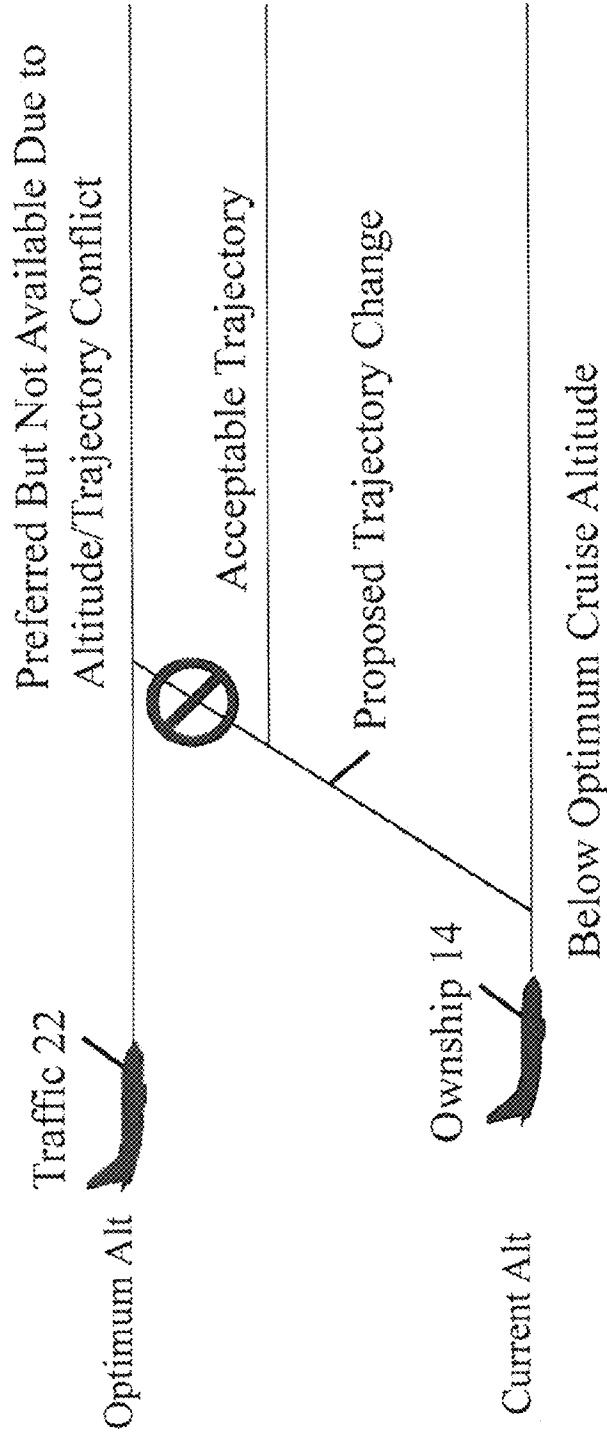 Preferred But Not Available Due to
Altitude/Trajectory Conflict
Traffic 22
Optimum Alt
Acceptable Trajectory
Proposed Trajectory Change
Ownship 14
Current Alt
Below Optimum Cruise Altitude